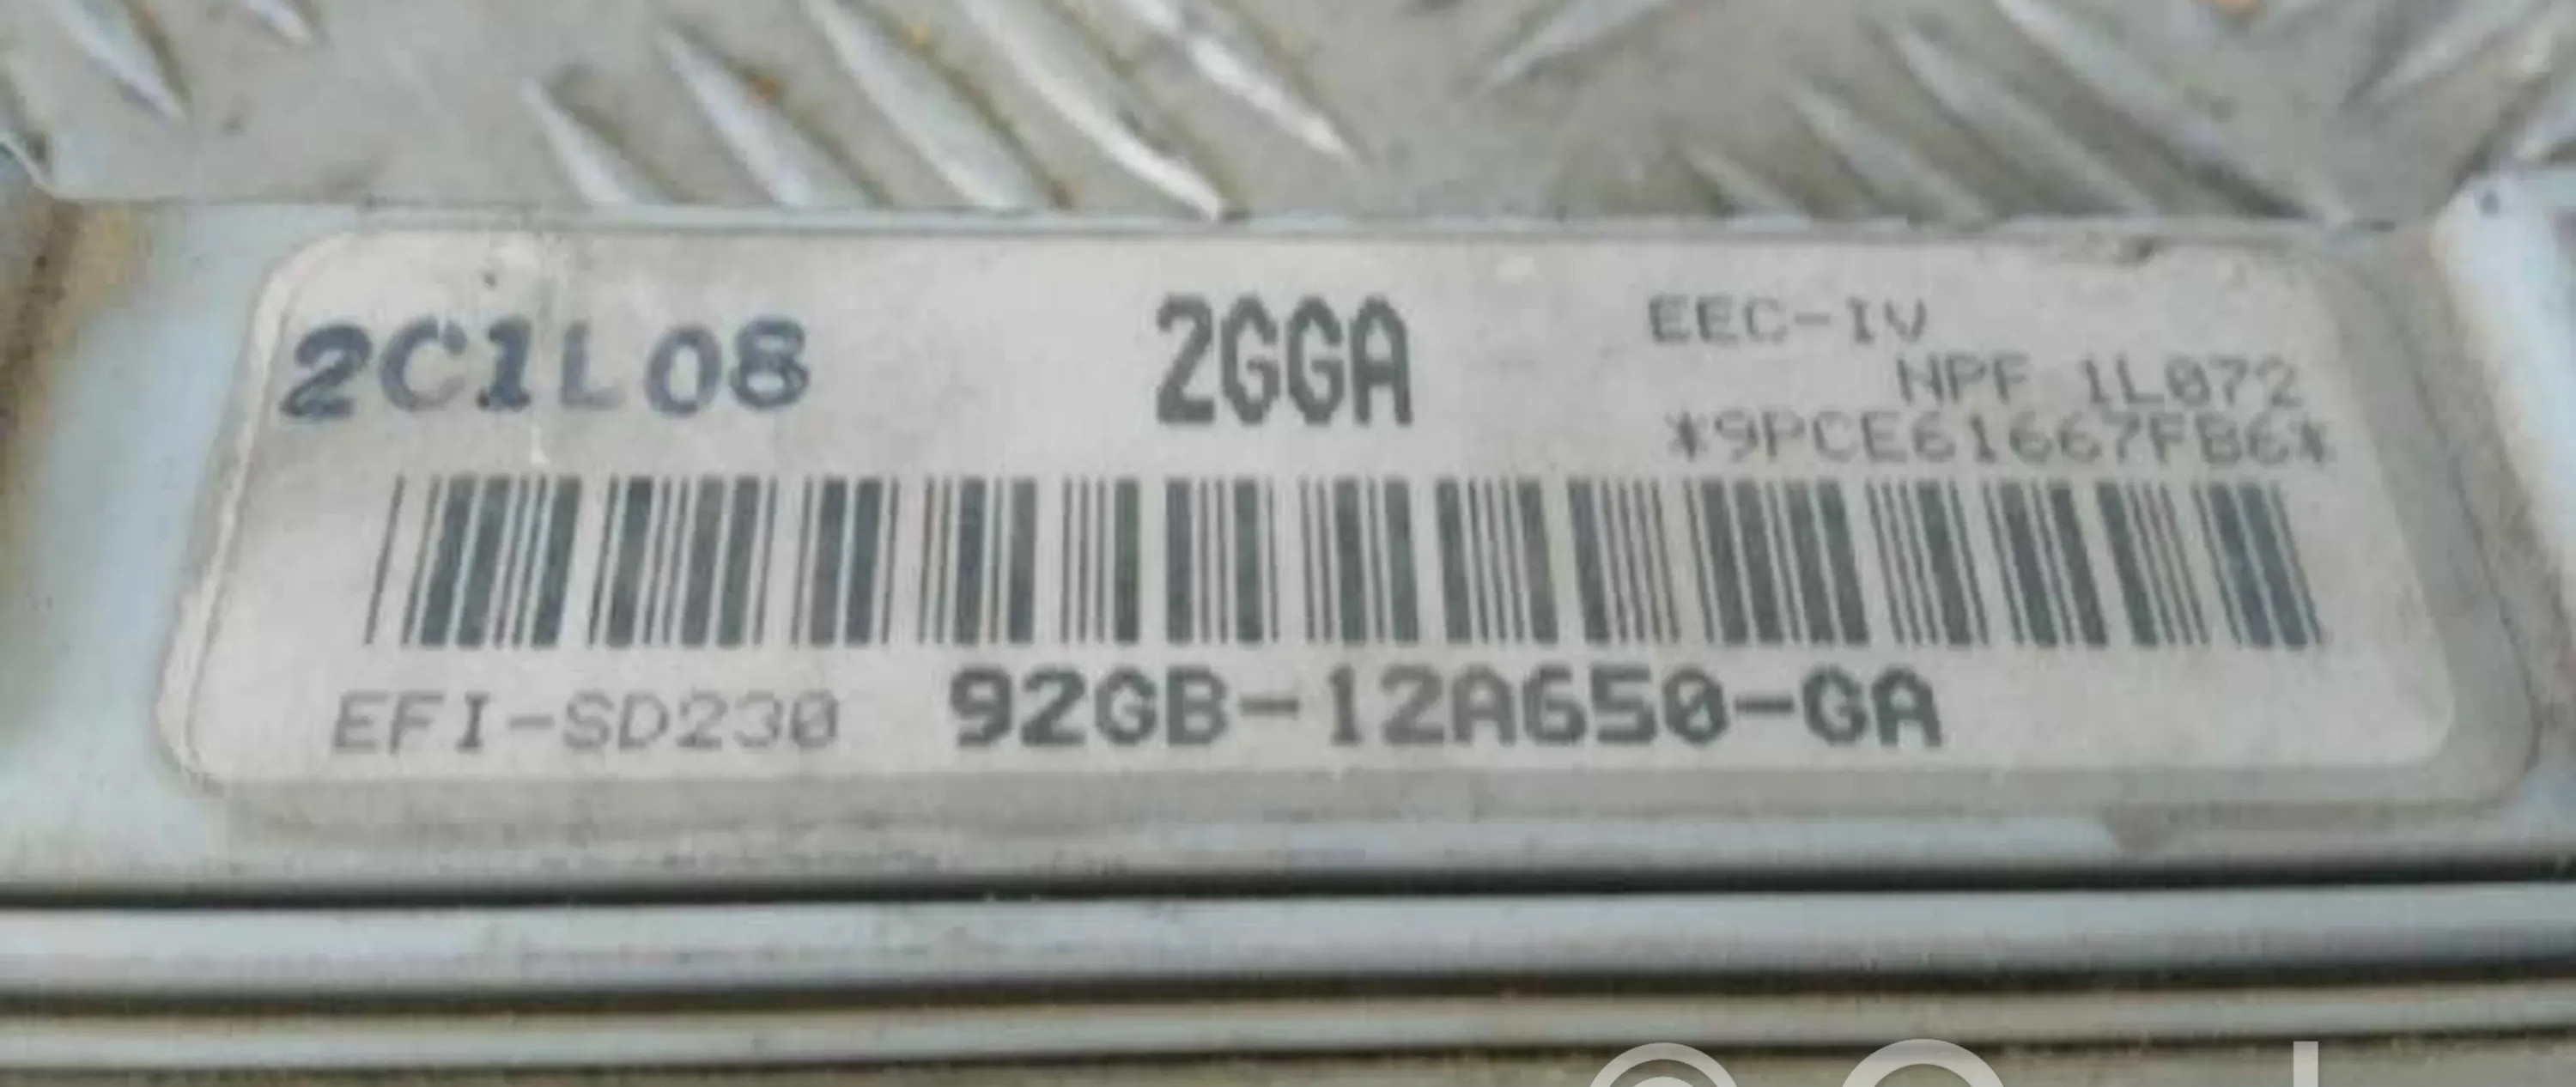 2C1L08 2GGA EEC-IV
NPF 1L072
*9PCE61667FB6*
EFI-SD230 92GB-12A650-GA